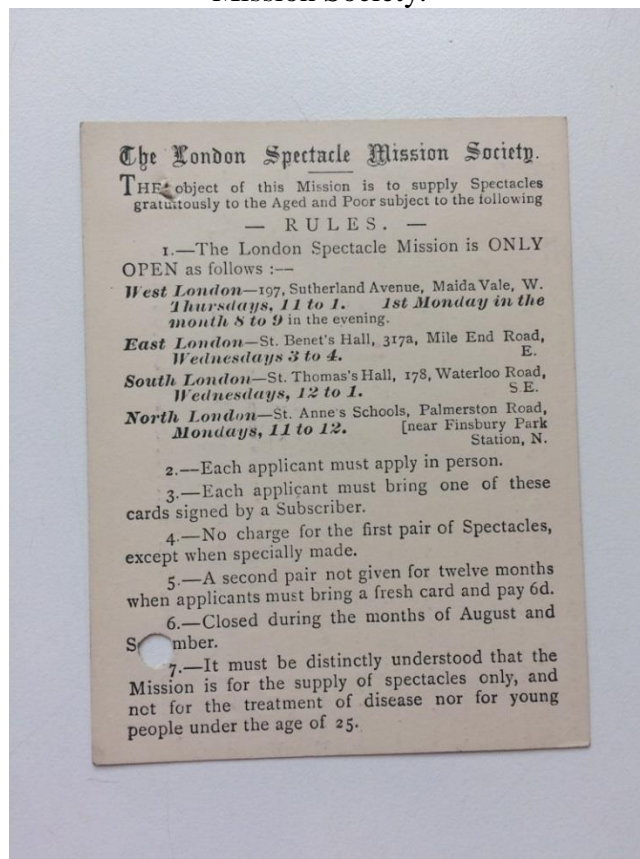 Mission Society.
The London Spectacle Mission Society.
THE object of this Mission is to supply Spectacles
gratuitously to the Aged and Poor subject to the following
— RULES. —
1.—The London Spectacle Mission is ONLY
OPEN as follows :—
West London—197, Sutherland Avenue, Maida Vale, W.
Thursdays, 11 to 1. 1st Monday in the
month 8 to 9 in the evening.
East London—St. Benet's Hall, 317a, Mile End Road,
Wednesdays 3 to 4. E.
South London—St. Thomas's Hall, 178, Waterloo Road,
Wednesdays, 12 to 1. S.E.
North London—St. Anne's Schools, Palmerston Road,
Mondays, 11 to 12. [near Finsbury Park
Station, N.
2.—Each applicant must apply in person.
3.—Each applicant must bring one of these
cards signed by a Subscriber.
4.—No charge for the first pair of Spectacles,
except when specially made.
5.—A second pair not given for twelve months
when applicants must bring a fresh card and pay 6d.
6.—Closed during the months of August and
S mber.
7.—It must be distinctly understood that the
Mission is for the supply of spectacles only, and
not for the treatment of disease nor for young
people under the age of 25.